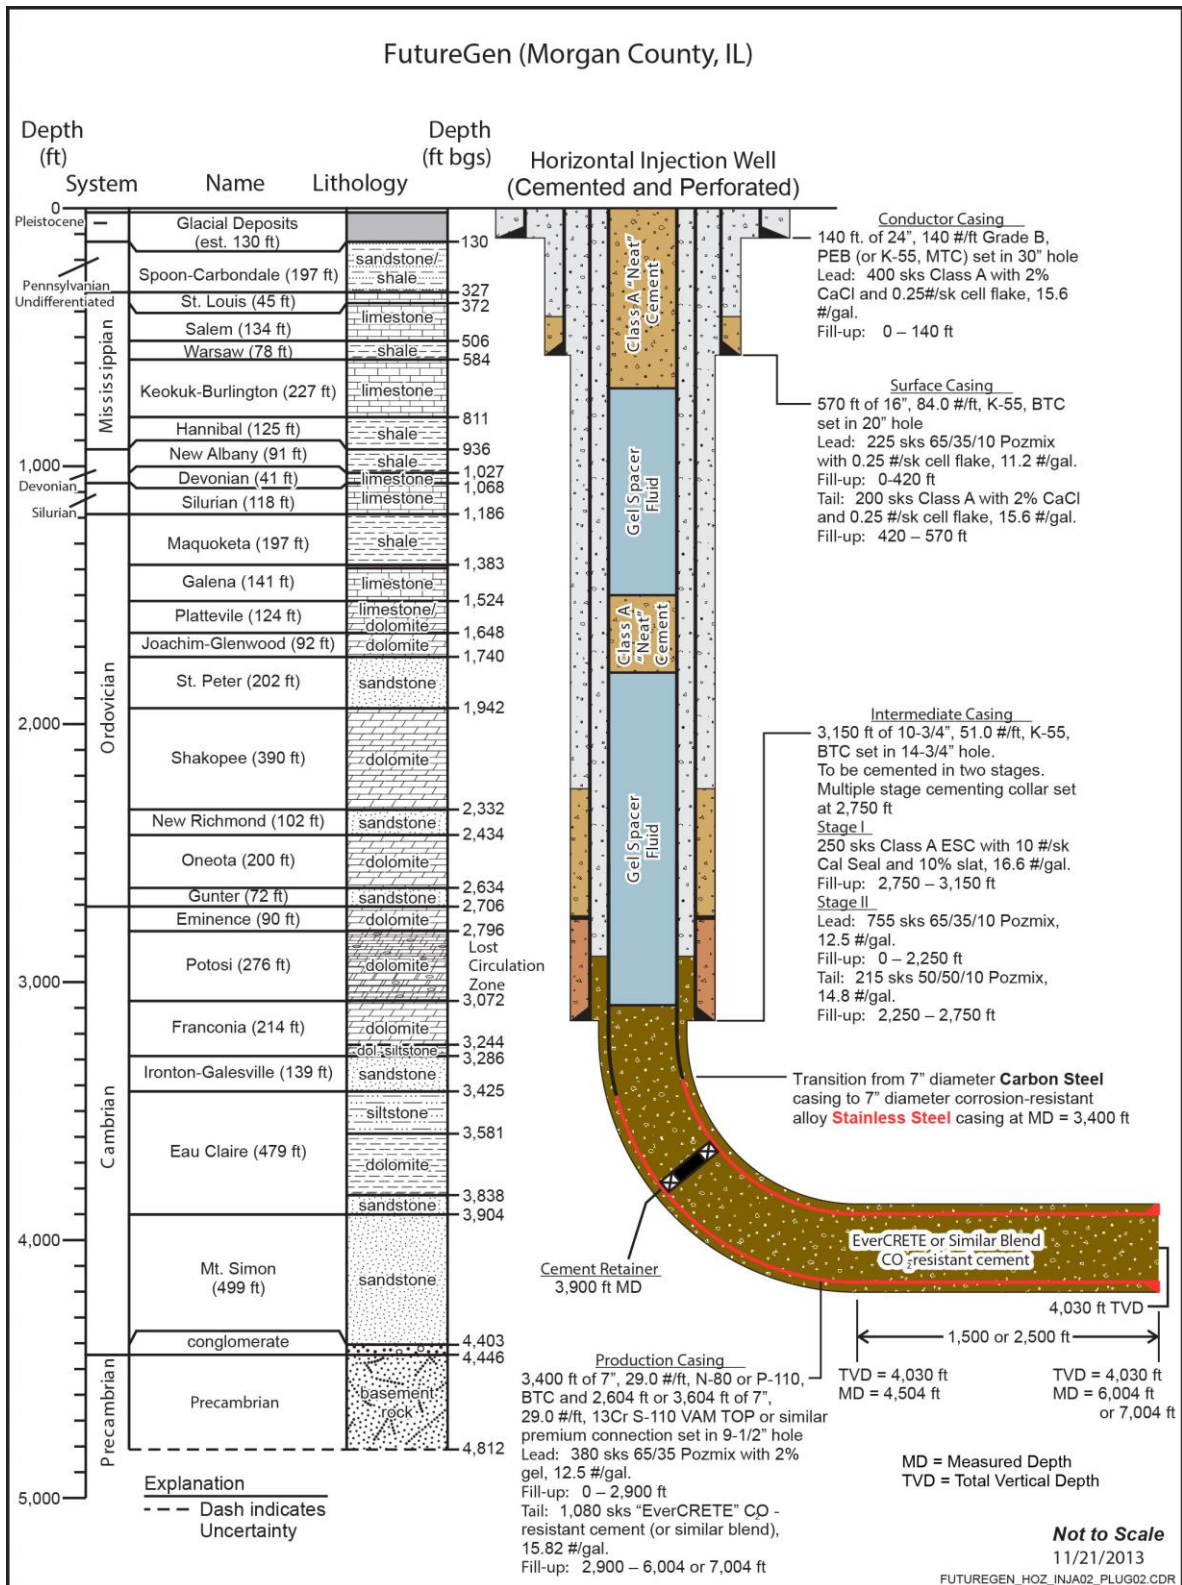 FutureGen (Morgan County, IL)
Depth
(ft)
System
Name
Lithology
Depth
(ft bgs)
Horizontal Injection Well
(Cemented and Perforated)
0
1,000
2,000
3,000
4,000
5,000
Pleistocene
Pennsylvanian
Undifferentiated
Mississippian
Devonian
Silurian
Ordovician
Cambrian
Precambrian
Glacial Deposits
(est. 130 ft)
Spoon-Carbondale (197 ft)
St. Louis (45 ft)
Salem (134 ft)
Warsaw (78 ft)
Keokuk-Burlington (227 ft)
Hannibal (125 ft)
New Albany (91 ft)
Devonian (41 ft)
Silurian (118 ft)
Maquoketa (197 ft)
Galena (141 ft)
Plattevile (124 ft)
Joachim-Glenwood (92 ft)
St. Peter (202 ft)
Shakopee (390 ft)
New Richmond (102 ft)
Oneota (200 ft)
Gunter (72 ft)
Eminence (90 ft)
Potosi (276 ft)
Franconia (214 ft)
Ironton-Galesville (139 ft)
Eau Claire (479 ft)
Mt. Simon
(499 ft)
conglomerate
Precambrian
sandstone/
shale
limestone
shale
limestone
shale
shale
limestone
limestone
shale
limestone
limestone/
dolomite
dolomite
sandstone
dolomite
sandstone
dolomite
sandstone
dolomite
dolomite
dolomite
dol. siltstone
sandstone
siltstone
dolomite
sandstone
sandstone
basement
rock
130
327
372
506
584
811
936
1,027
1,068
1,186
1,383
1,524
1,648
1,740
1,942
2,332
2,434
2,634
2,706
2,796
Lost
Circulation
Zone
3,072
3,244
3,286
3,425
3,581
3,838
3,904
4,403
4,446
4,812
Class A "Neat"
Cement
Gel Spacer
Fluid
Class A
"Neat"
Cement
Gel Spacer
Fluid
Conductor Casing
140 ft. of 24", 140 #/ft Grade B,
PEB (or K-55, MTC) set in 30" hole
Lead: 400 sks Class A with 2%
CaCl and 0.25#/sk cell flake, 15.6
#/gal.
Fill-up: 0 – 140 ft
Surface Casing
570 ft of 16", 84.0 #/ft, K-55, BTC
set in 20" hole
Lead: 225 sks 65/35/10 Pozmix
with 0.25 #/sk cell flake, 11.2 #/gal.
Fill-up: 0-420 ft
Tail: 200 sks Class A with 2% CaCl
and 0.25 #/sk cell flake, 15.6 #/gal.
Fill-up: 420 – 570 ft
Intermediate Casing
3,150 ft of 10-3/4", 51.0 #/ft, K-55,
BTC set in 14-3/4" hole.
To be cemented in two stages.
Multiple stage cementing collar set
at 2,750 ft
Stage I
250 sks Class A ESC with 10 #/sk
Cal Seal and 10% slat, 16.6 #/gal.
Fill-up: 2,750 – 3,150 ft
Stage II
Lead: 755 sks 65/35/10 Pozmix,
12.5 #/gal.
Fill-up: 0 – 2,250 ft
Tail: 215 sks 50/50/10 Pozmix,
14.8 #/gal.
Fill-up: 2,250 – 2,750 ft
Transition from 7" diameter Carbon Steel
casing to 7" diameter corrosion-resistant
alloy Stainless Steel casing at MD = 3,400 ft
EverCRETE or Similar Blend
CO2-resistant cement
Cement Retainer
3,900 ft MD
4,030 ft TVD
1,500 or 2,500 ft
TVD = 4,030 ft
MD = 4,504 ft
TVD = 4,030 ft
MD = 6,004 ft
or 7,004 ft
Production Casing
3,400 ft of 7", 29.0 #/ft, N-80 or P-110,
BTC and 2,604 ft or 3,604 ft of 7",
29.0 #/ft, 13Cr S-110 VAM TOP or similar
premium connection set in 9-1/2" hole
Lead: 380 sks 65/35 Pozmix with 2%
gel, 12.5 #/gal.
Fill-up: 0 – 2,900 ft
Tail: 1,080 sks "EverCRETE" CO2 -
resistant cement (or similar blend),
15.82 #/gal.
Fill-up: 2,900 – 6,004 or 7,004 ft
MD = Measured Depth
TVD = Total Vertical Depth
Explanation
Dash indicates
Uncertainty
Not to Scale
11/21/2013
FUTUREGEN_HOZ_INJA02_PLUG02.CDR